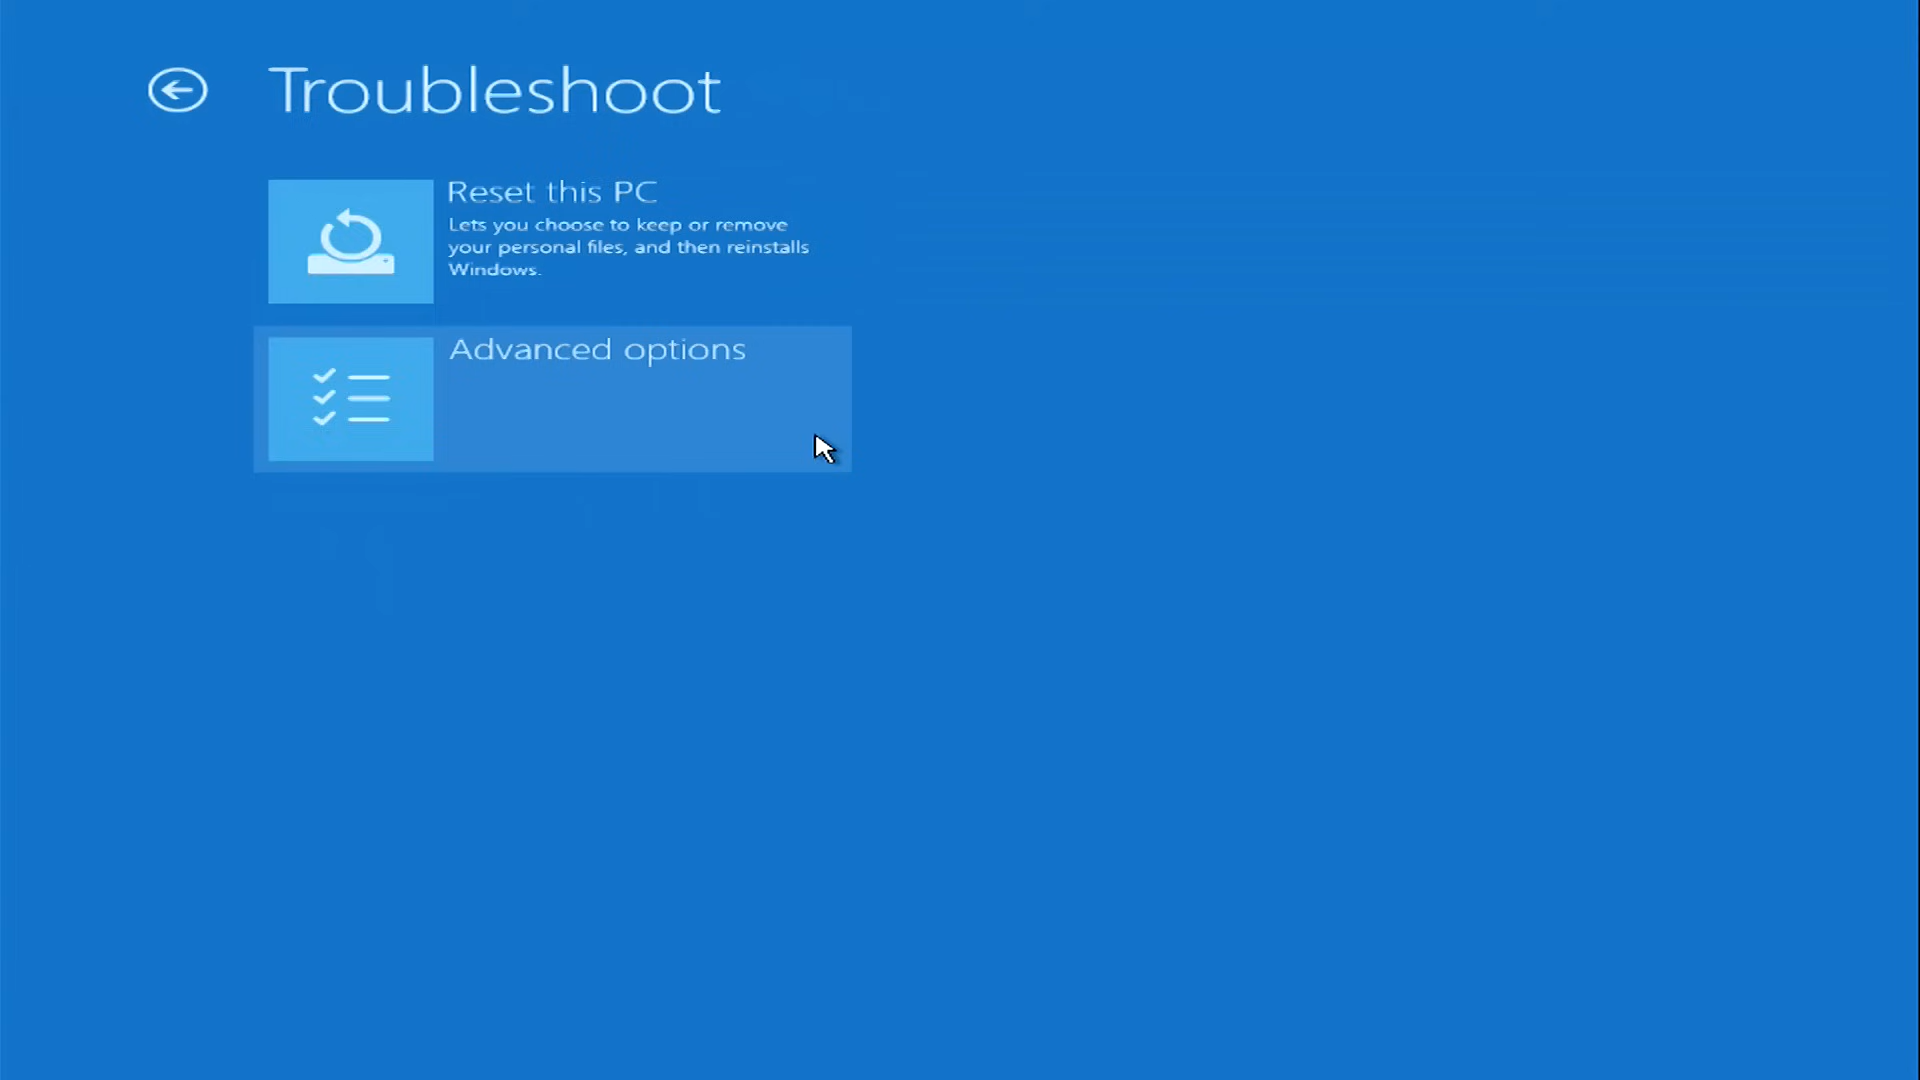 Troubleshoot
Reset this PC
Lets you choose to keep or remove
your personal files, and then reinstalls
Windows.
Advanced options